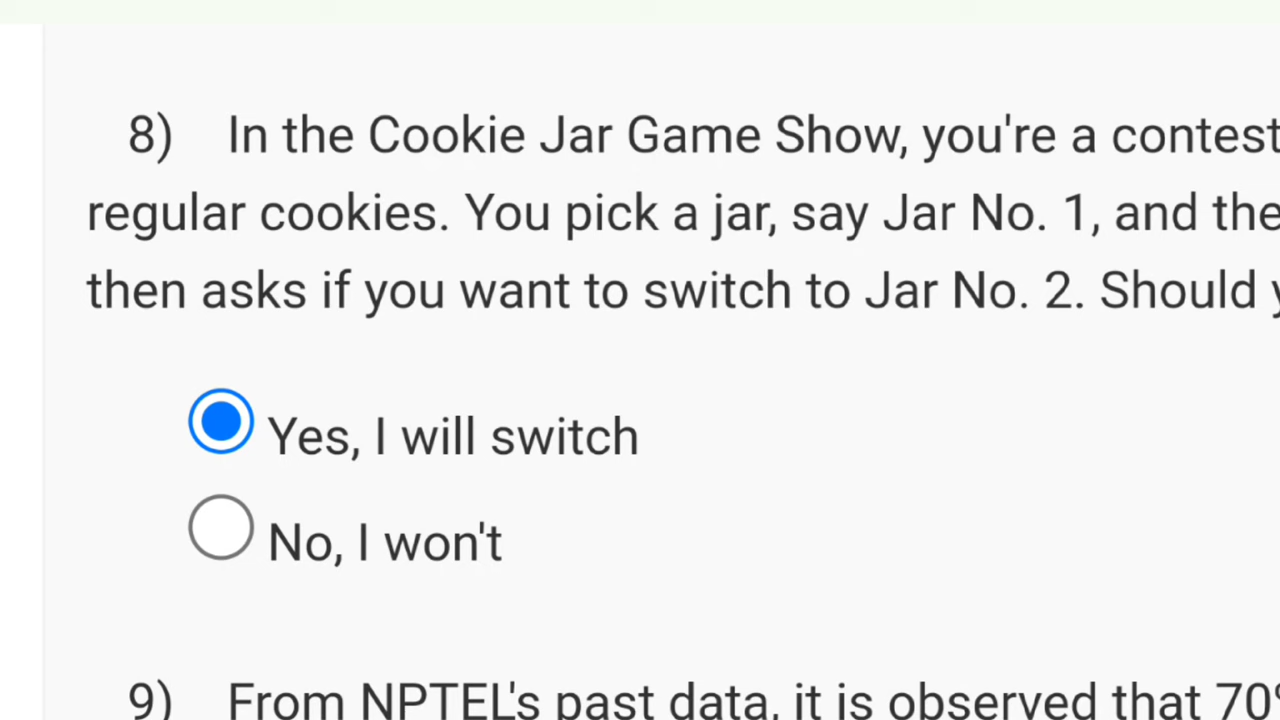 8) In the Cookie Jar Game Show, you're a contest
regular cookies. You pick a jar, say Jar No. 1, and the
then asks if you want to switch to Jar No. 2. Should
Yes, I will switch
No, I won't
9) From NPTEL's past data, it is observed that 70